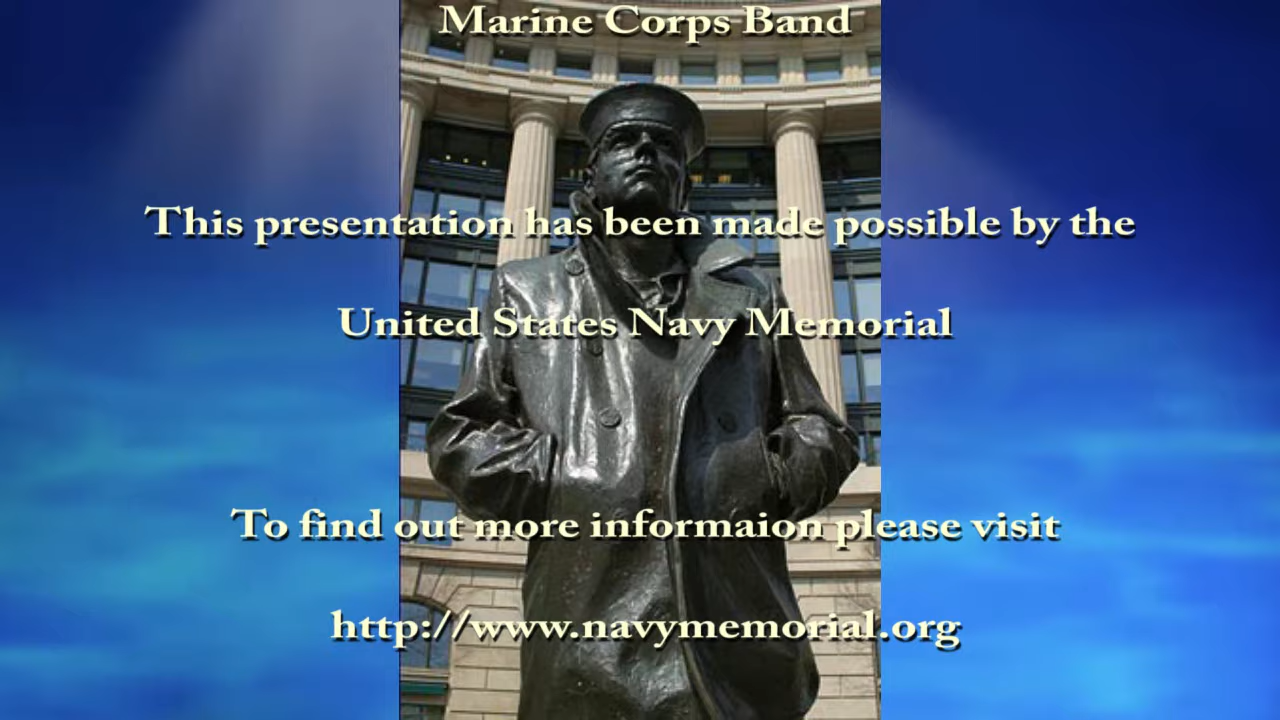 Marine Corps Band
This presentation has been made possible by the
United States Navy Memorial
To find out more informaion please visit
http://www.navymemorial.org